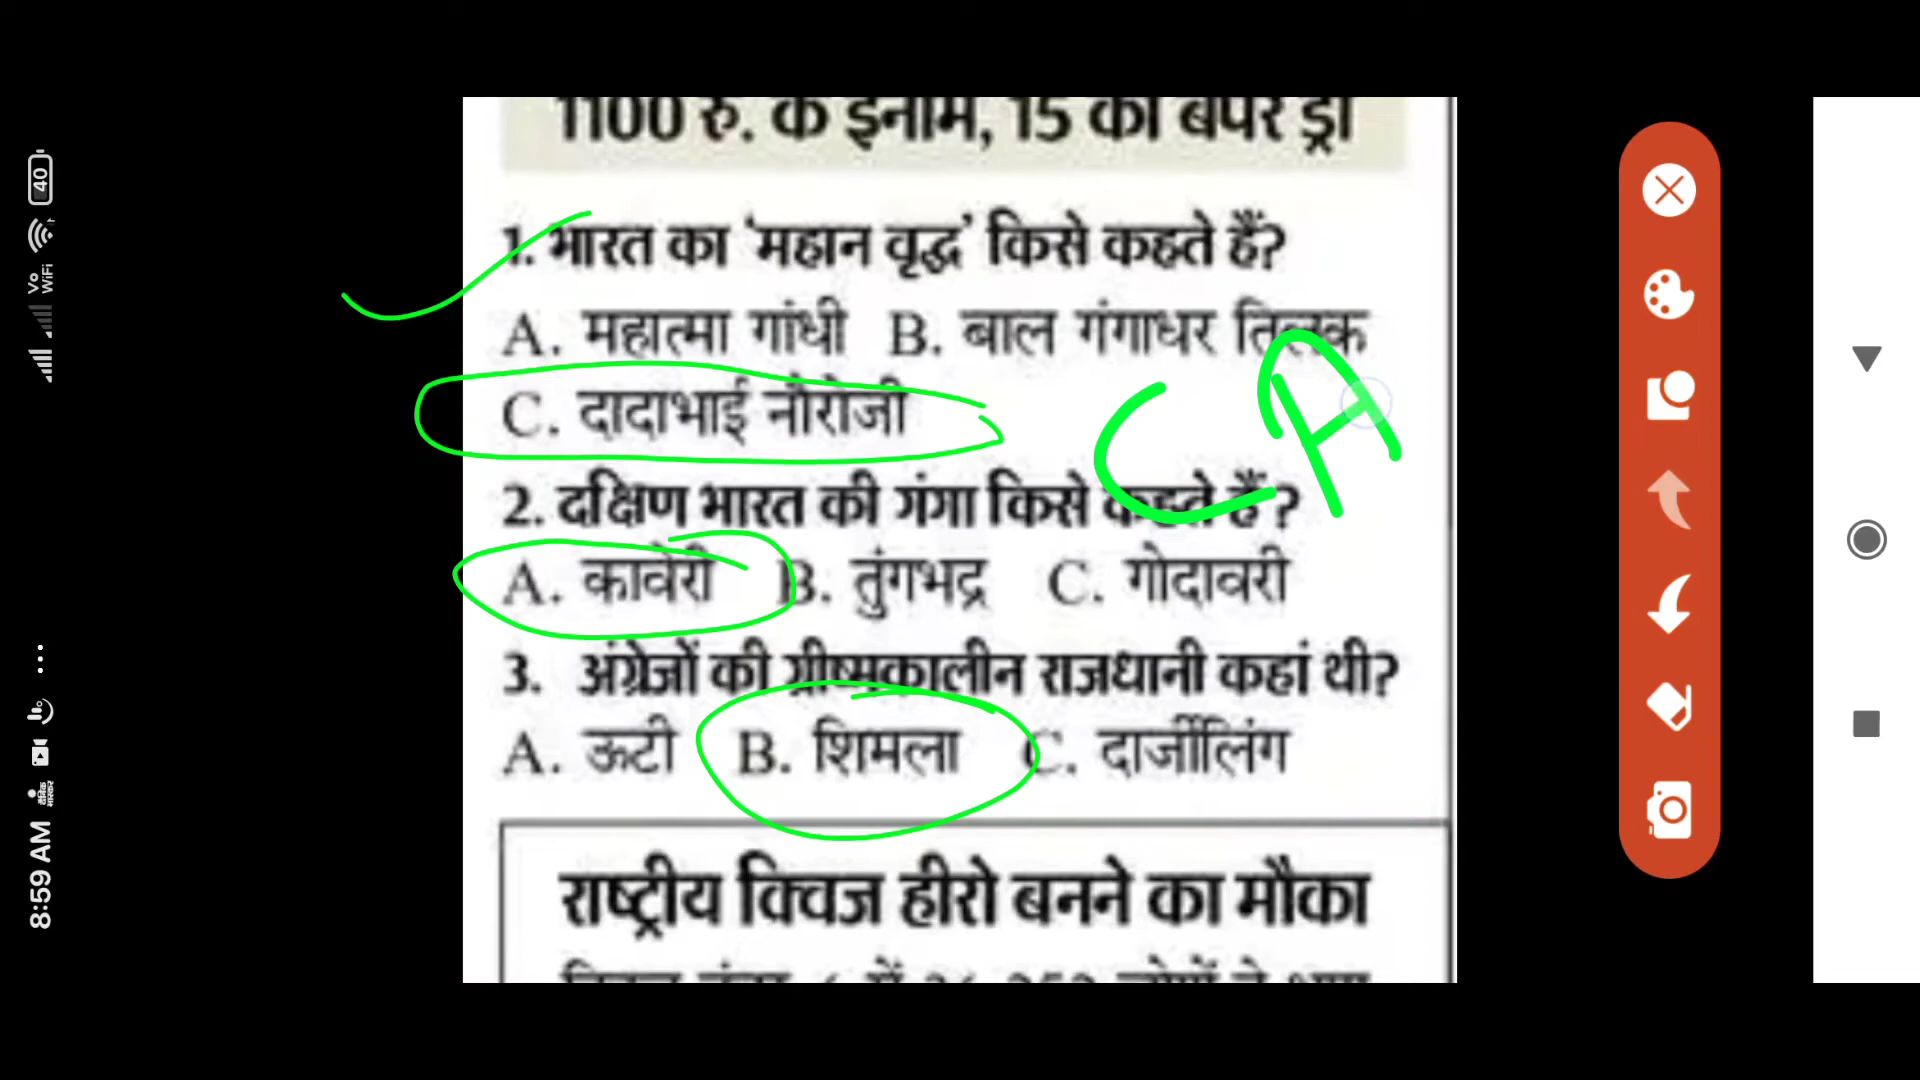 1100 रु. के इनाम, 15 को बंपर ड्रॉ
1. भारत का 'महान वृद्ध' किसे कहते हैं?
A. महात्मा गांधी B. बाल गंगाधर तिलक
C. दादाभाई नौरोजी
CA
2. दक्षिण भारत की गंगा किसे कहते हैं?
A. कावेरी B. तुंगभद्र C. गोदावरी
3. अंग्रेजों की ग्रीष्मकालीन राजधानी कहां थी?
A. ऊटी B. शिमला C. दार्जीलिंग
राष्ट्रीय क्विज हीरो बनने का मौका
40
Vo WiFi
8:59 AM